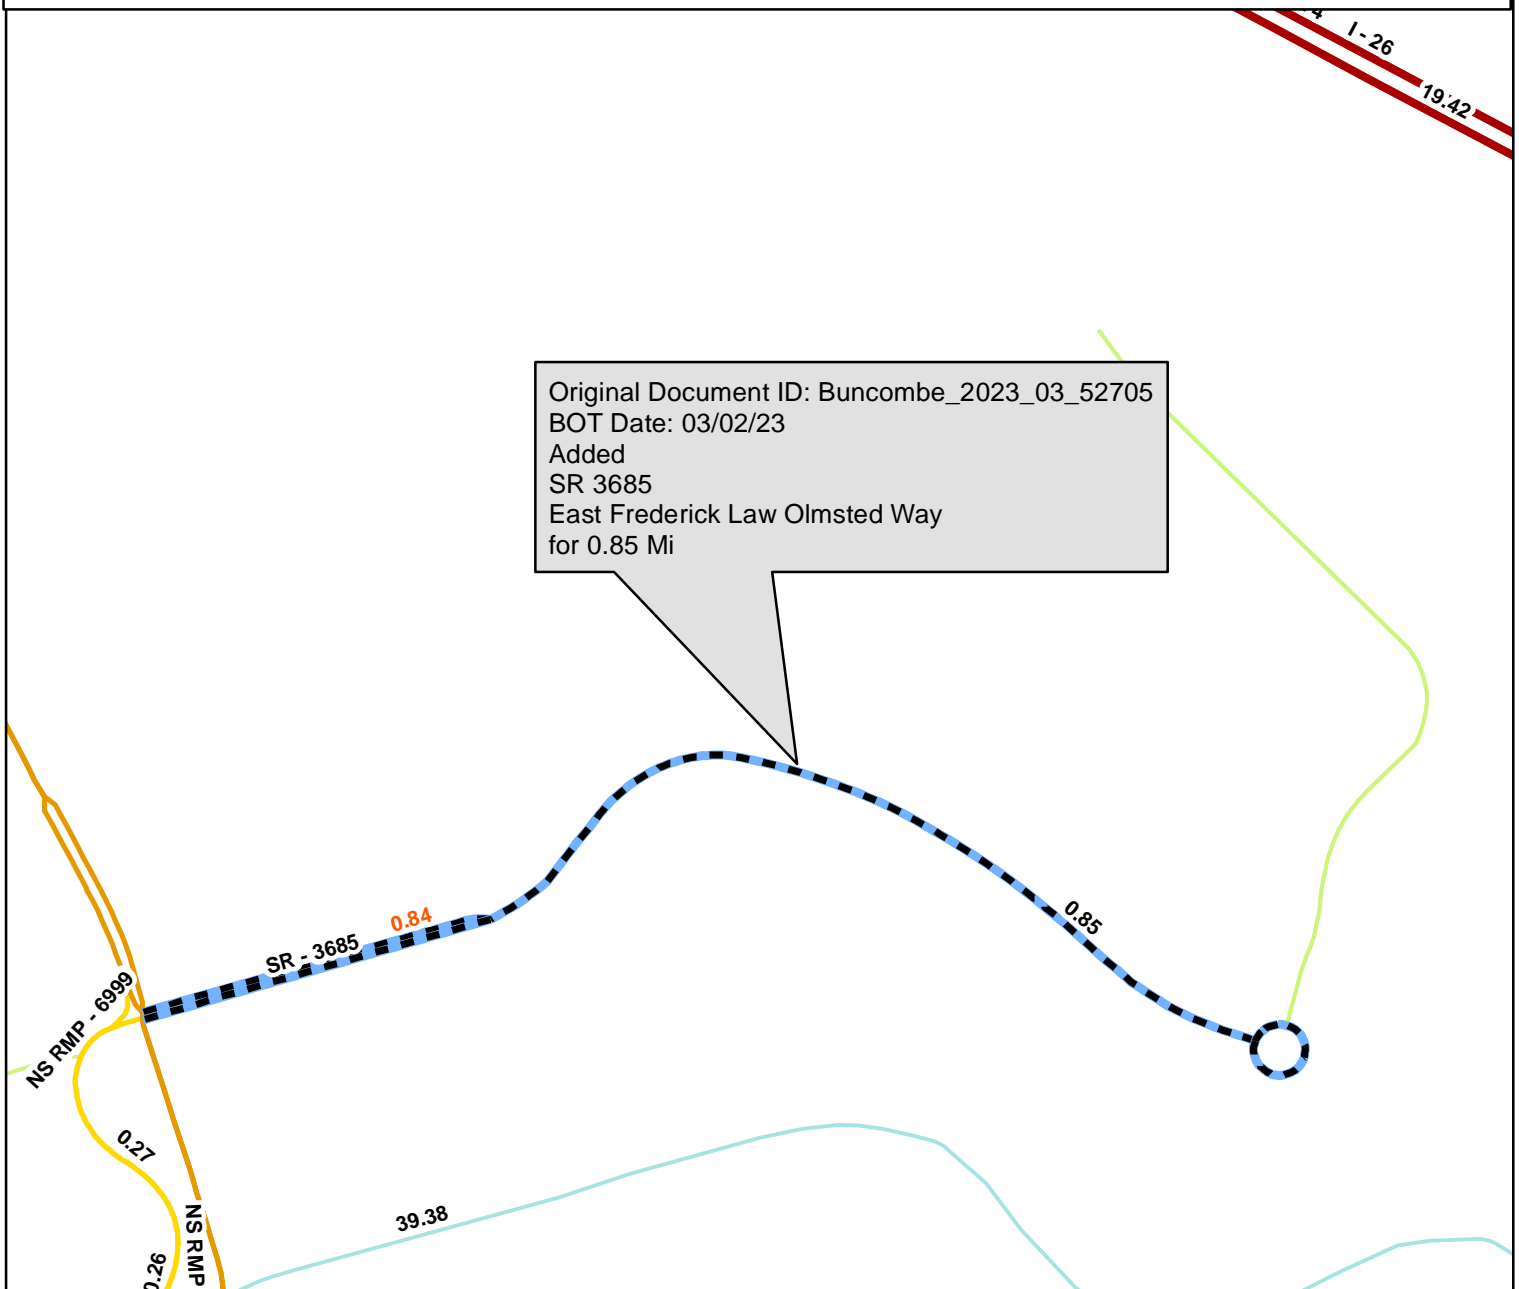 I - 26
19.42
Original Document ID: Buncombe_2023_03_52705
BOT Date: 03/02/23
Added
SR 3685
East Frederick Law Olmsted Way
for 0.85 Mi
0.84
SR - 3685
0.85
NS RMP - 6999
0.27
39.38
NS RMP
0.26